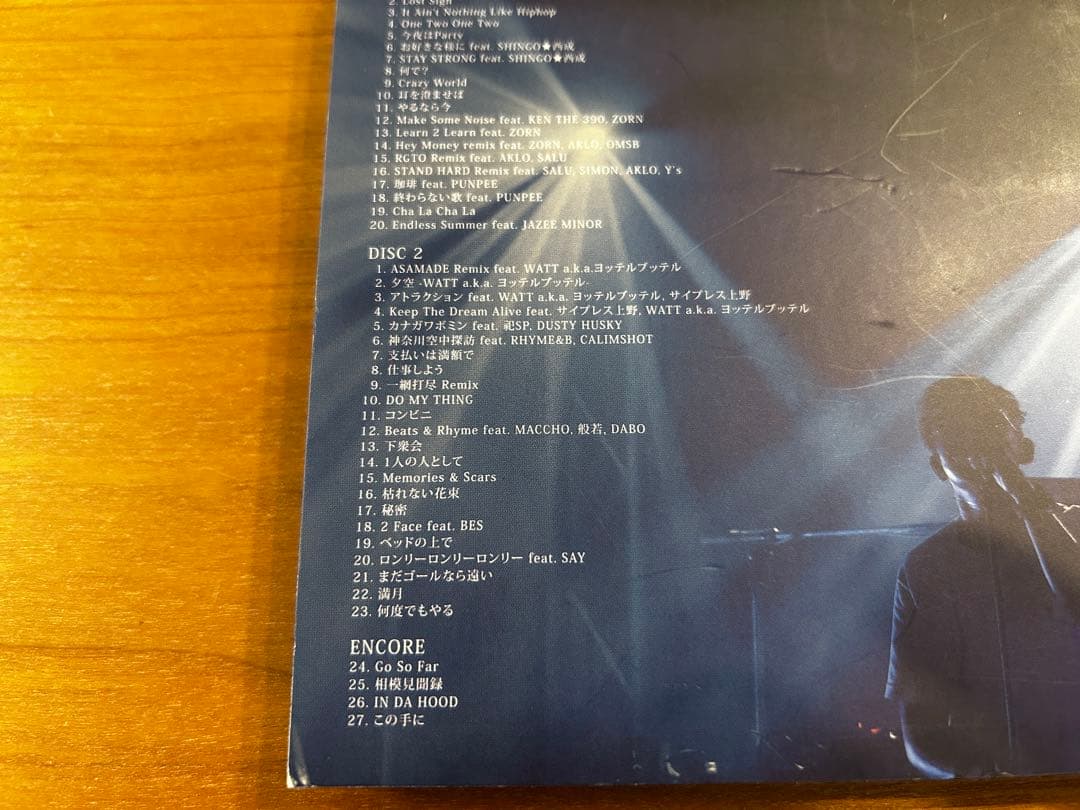 2. Lost Sign
3. It Ain't Nothing Like Hiphop
4. One Two One Two
5. 今夜はParty
6. お好きな様に feat. SHINGO★西成
7. STAY STRONG feat. SHINGO★西成
8. 何で?
9. Crazy World
10. 耳を澄ませば
11. やるなら今
12. Make Some Noise feat. KEN THE 390, ZORN
13. Learn 2 Learn feat. ZORN
14. Hey Money remix feat. ZORN, AKLO, OMSB
15. RGTO Remix feat. AKLO, SALU
16. STAND HARD Remix feat. SALU, SIMON, AKLO, Y's
17. 珈琲 feat. PUNPEE
18. 終わらない歌 feat. PUNPEE
19. Cha La Cha La
20. Endless Summer feat. JAZEE MINOR
DISC 2
1. ASAMADE Remix feat. WATT a.k.a.ヨッテルブッテル
2. 夕空 -WATT a.k.a. ヨッテルブッテル-
3. アトラクション feat. WATT a.k.a. ヨッテルブッテル, サイプレス上野
4. Keep The Dream Alive feat. サイプレス上野, WATT a.k.a. ヨッテルブッテル
5. カナガワボミン feat. 祀SP, DUSTY HUSKY
6. 神奈川空中探訪 feat. RHYME&B, CALIMSHOT
7. 支払いは満額で
8. 仕事しよう
9. 一網打尽 Remix
10. DO MY THING
11. コンビニ
12. Beats & Rhyme feat. MACCHO, 般若, DABO
13. 下衆会
14. 1人の人として
15. Memories & Scars
16. 枯れない花束
17. 秘密
18. 2 Face feat. BES
19. ベッドの上で
20. ロンリーロンリーロンリー feat. SAY
21. まだゴールなら遠い
22. 満月
23. 何度でもやる
ENCORE
24. Go So Far
25. 相模見聞録
26. IN DA HOOD
27. この手に